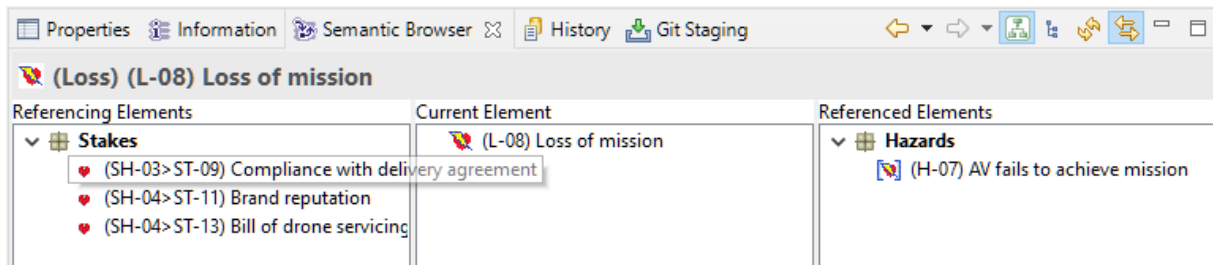 Properties Information Semantic Browser History Git Staging
(Loss) (L-08) Loss of mission
Referencing Elements Current Element Referenced Elements
Stakes (L-08) Loss of mission Hazards
(SH-03>ST-09) Compliance with delivery agreement (H-07) AV fails to achieve mission
(SH-04>ST-11) Brand reputation
(SH-04>ST-13) Bill of drone servicing